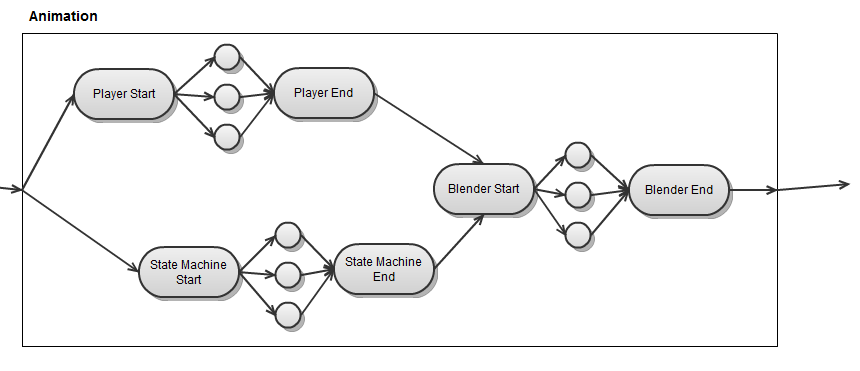 Animation
Player Start
Player End
Blender Start
Blender End
State Machine
Start
State Machine
End